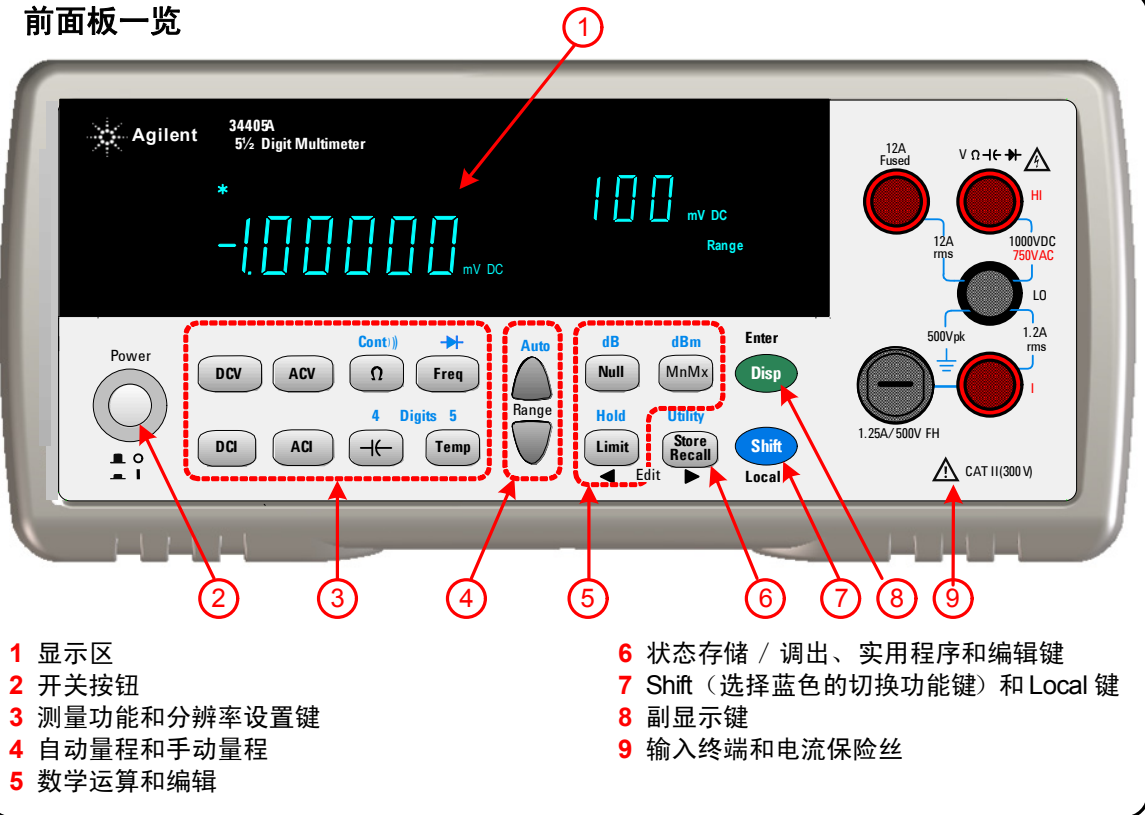 前面板一览
1
Agilent
34405A
5½ Digit Multimeter
*
-1.00000 mV DC
100 mV DC
Range
12A
Fused
V Ω
HI
12A
rms
1000VDC
750VAC
LO
500Vpk
1.2A
rms
I
1.25A/500V FH
CAT II(300 V)
Power
Cont
DCV
ACV
Ω
Freq
4 Digits 5
DCI
ACI
Temp
Auto
Range
dB
dBm
Null
MnMx
Hold
Utility
Limit
Store
Recall
Edit
Enter
Disp
Shift
Local
2
3
4
5
6
7
8
9
1 显示区
2 开关按钮
3 测量功能和分辨率设置键
4 自动量程和手动量程
5 数学运算和编辑
6 状态存储 / 调出、实用程序和编辑键
7 Shift（选择蓝色的切换功能键）和 Local 键
8 副显示键
9 输入终端和电流保险丝